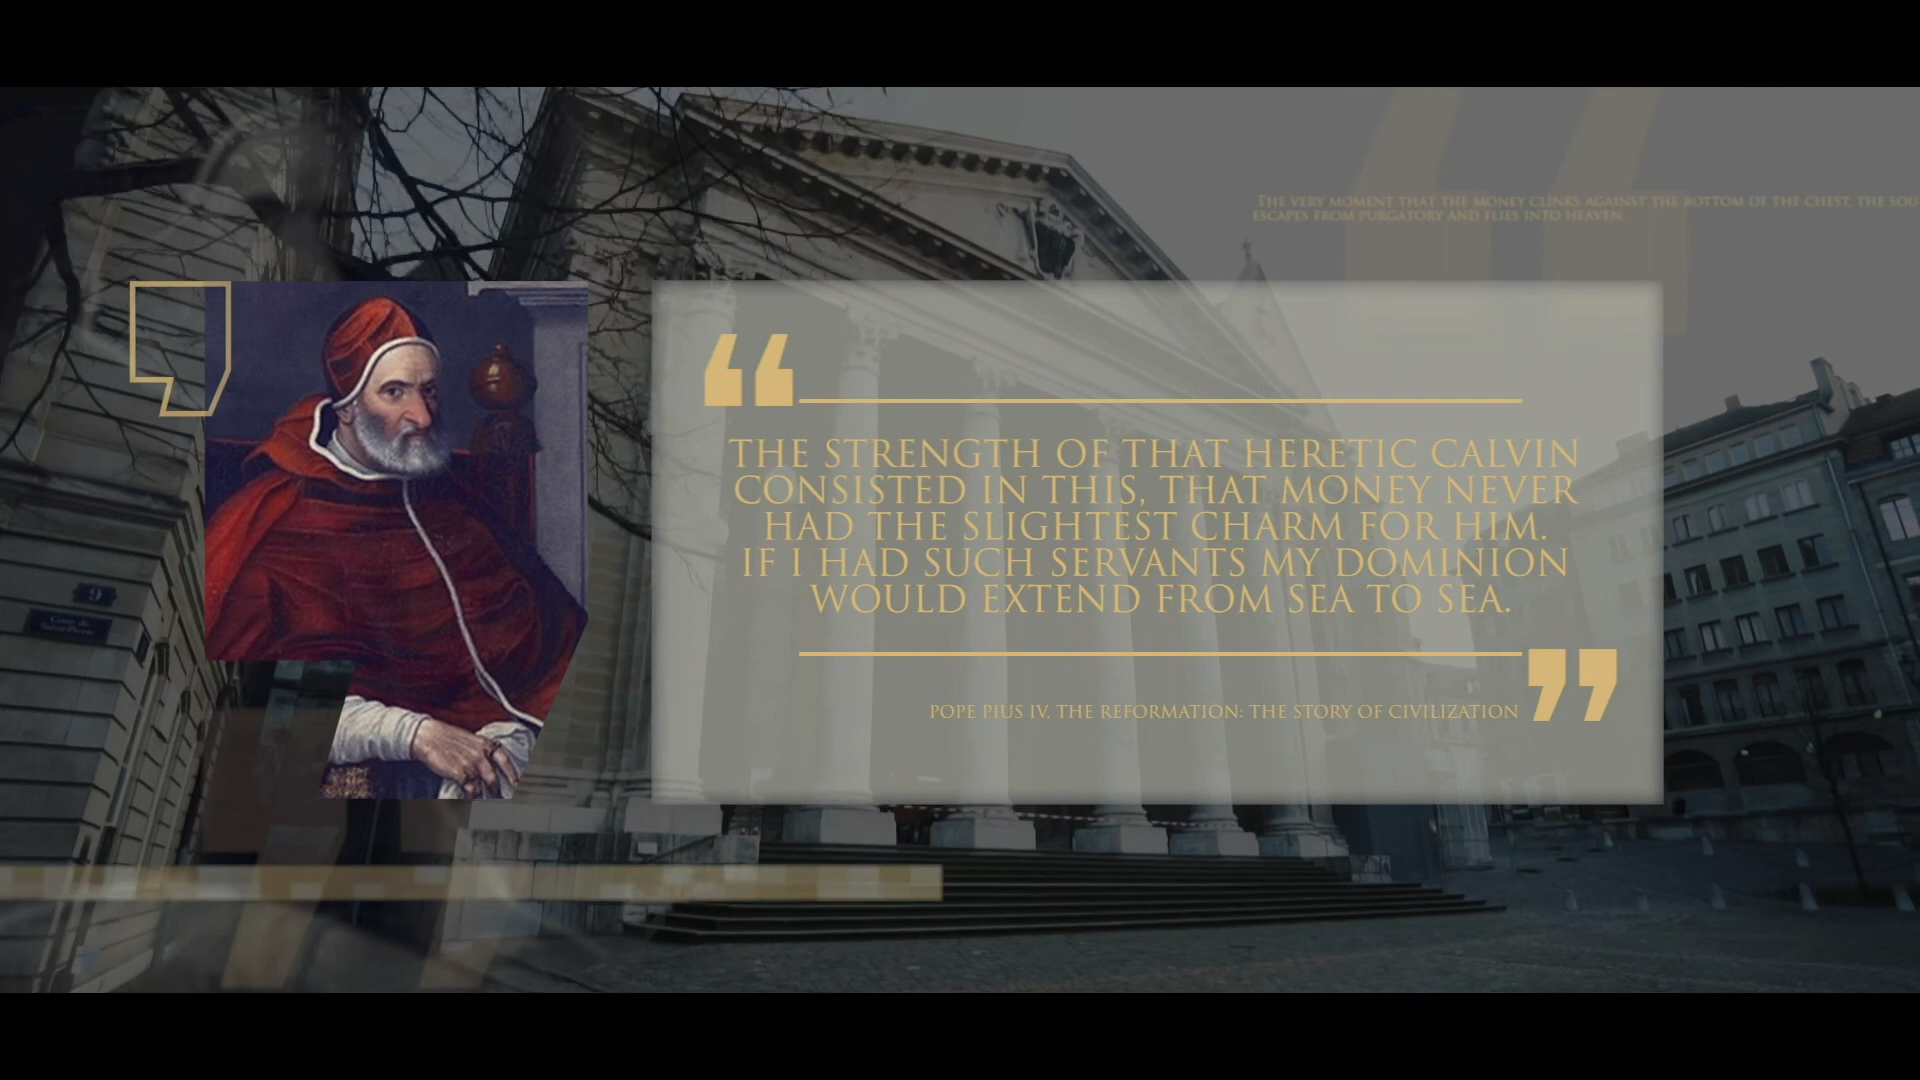 THE VERY MOMENT THAT THE MONEY CLINKS AGAINST THE BOTTOM OF THE CHEST, THE SOU
ESCAPES FROM PURGATORY AND FLIES INTO HEAVEN.
“
THE STRENGTH OF THAT HERETIC CALVIN
CONSISTED IN THIS, THAT MONEY NEVER
HAD THE SLIGHTEST CHARM FOR HIM.
IF I HAD SUCH SERVANTS MY DOMINION
WOULD EXTEND FROM SEA TO SEA.
”
POPE PIUS IV, THE REFORMATION: THE STORY OF CIVILIZATION
9